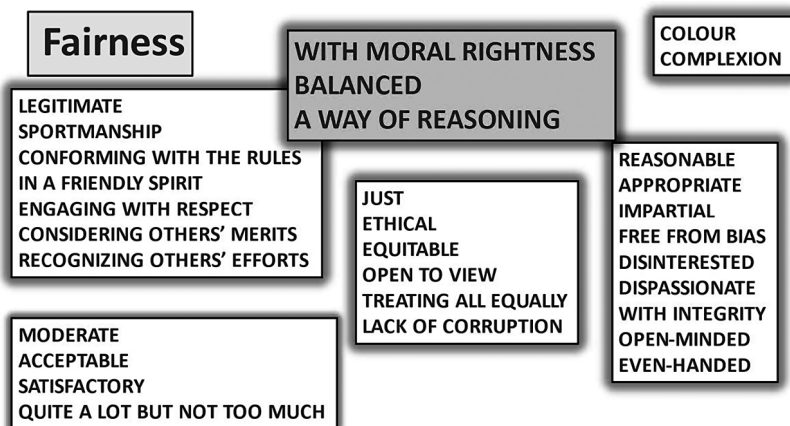 Fairness
WITH MORAL RIGHTNESS
BALANCED
A WAY OF REASONING
COLOUR
COMPLEXION
LEGITIMATE
SPORTMANSHIP
CONFORMING WITH THE RULES
IN A FRIENDLY SPIRIT
ENGAGING WITH RESPECT
CONSIDERING OTHERS’ MERITS
RECOGNIZING OTHERS’ EFFORTS
JUST
ETHICAL
EQUITABLE
OPEN TO VIEW
TREATING ALL EQUALLY
LACK OF CORRUPTION
REASONABLE
APPROPRIATE
IMPARTIAL
FREE FROM BIAS
DISINTERESTED
DISPASSIONATE
WITH INTEGRITY
OPEN-MINDED
EVEN-HANDED
MODERATE
ACCEPTABLE
SATISFACTORY
QUITE A LOT BUT NOT TOO MUCH